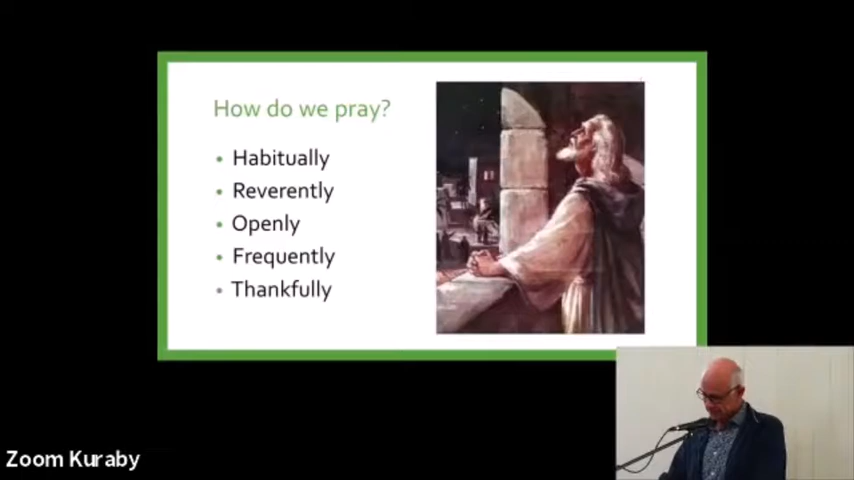 How do we pray?
• Habitually
• Reverently
• Openly
• Frequently
• Thankfully
Zoom Kuraby